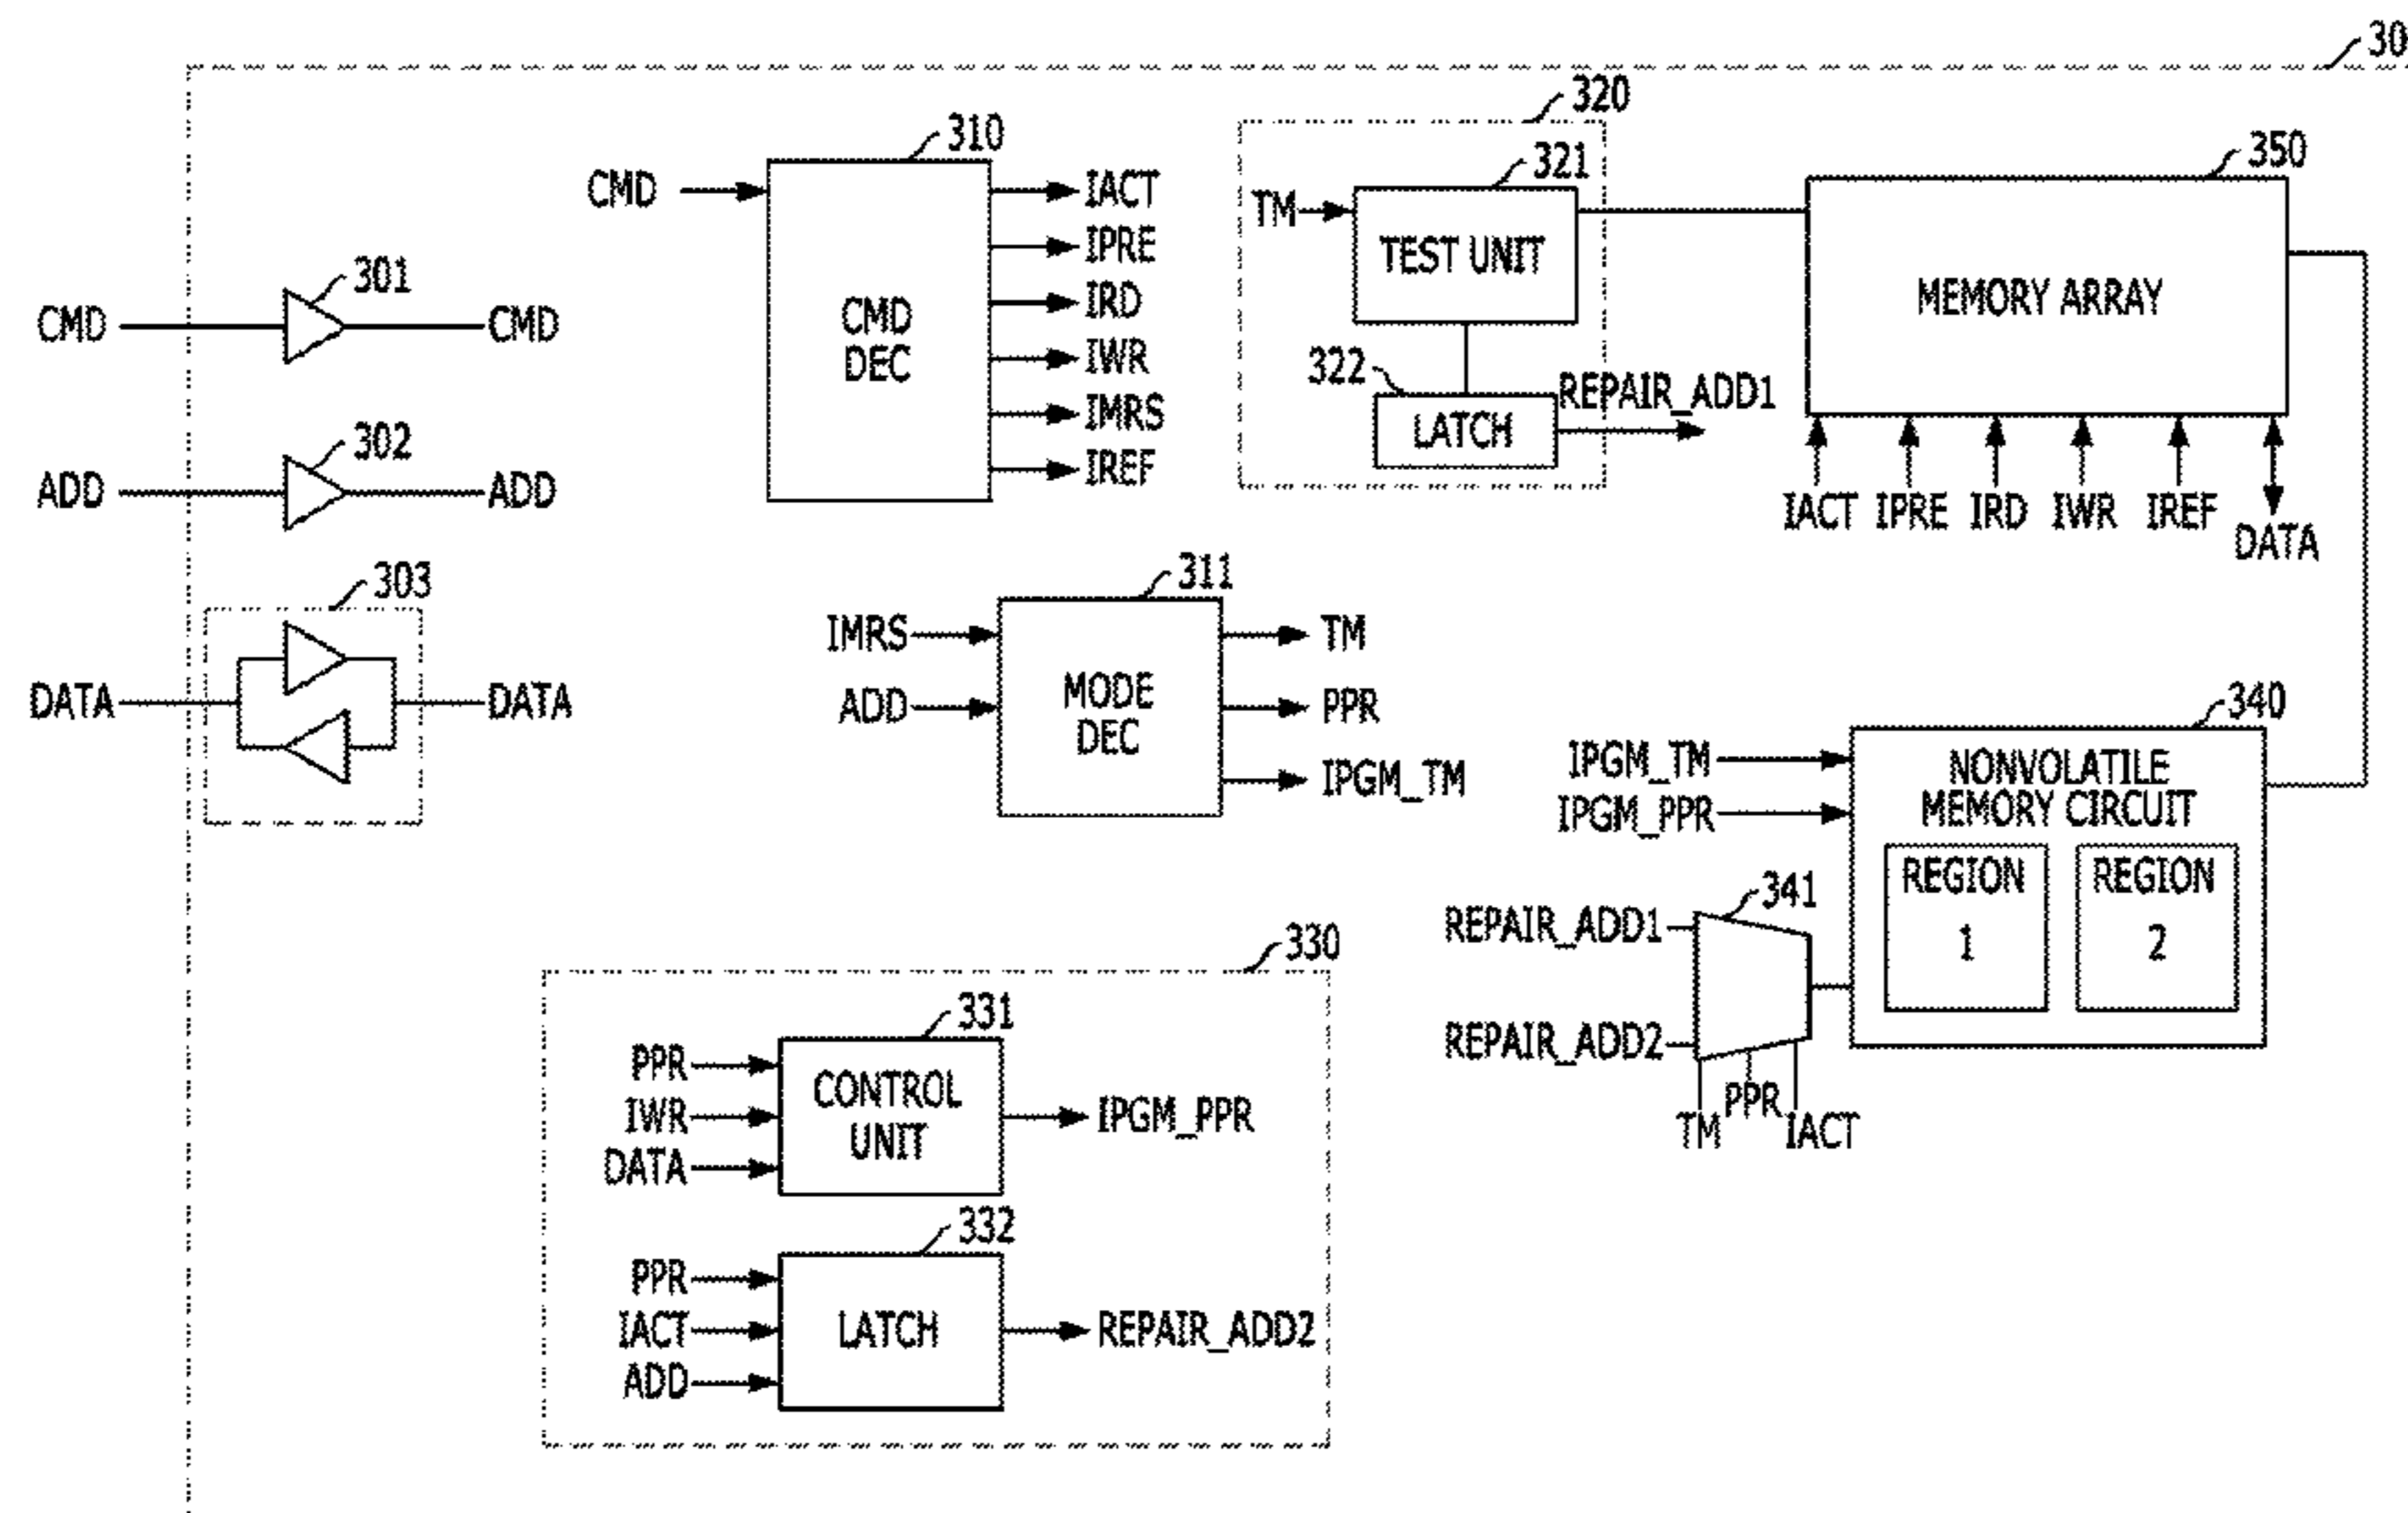 30
310
CMD
CMD
DEC
IACT
IPRE
IRD
IWR
IMRS
IREF
320
321
TM
TEST UNIT
322
LATCH
REPAIR_ADD1
350
MEMORY ARRAY
IACT
IPRE
IRD
IWR
IREF
DATA
CMD
301
CMD
ADD
302
ADD
303
DATA
DATA
311
IMRS
ADD
MODE
DEC
TM
PPR
IPGM_TM
340
IPGM_TM
IPGM_PPR
NONVOLATILE
MEMORY CIRCUIT
REGION
1
REGION
2
341
REPAIR_ADD1
REPAIR_ADD2
TM
PPR
IACT
330
331
PPR
IWR
DATA
CONTROL
UNIT
IPGM_PPR
332
PPR
IACT
ADD
LATCH
REPAIR_ADD2